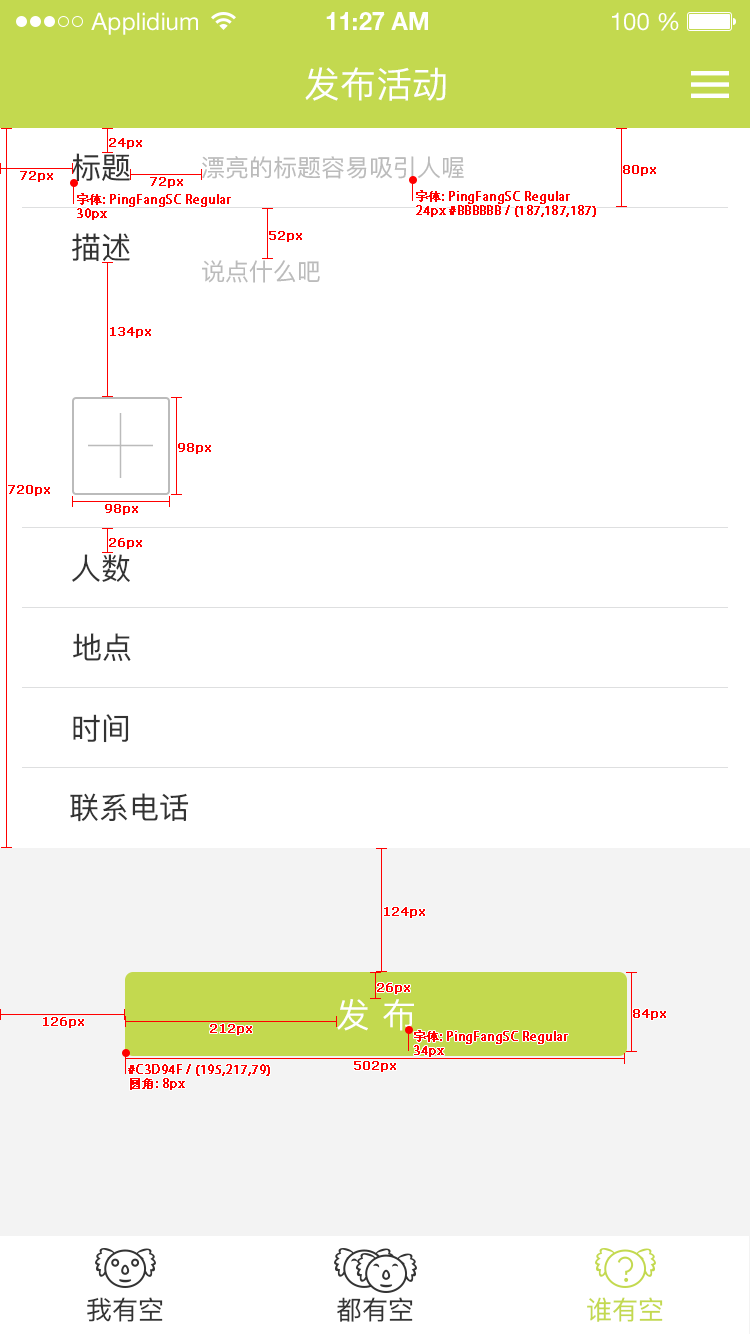 Applidium 11:27 AM 100 %
发布活动
24px
标题 漂亮的标题容易吸引人喔
72px 72px 80px
字体: PingFangSC Regular
30px
字体: PingFangSC Regular
24px #BBBBBB / (187,187,187)
描述 52px
说点什么吧
134px
98px
720px
98px
26px
人数
地点
时间
联系电话
124px
26px
发 布
126px 212px 84px
字体: PingFangSC Regular
34px
502px
#C3D94F / (195,217,79)
圆角: 8px
?
我有空 都有空 谁有空